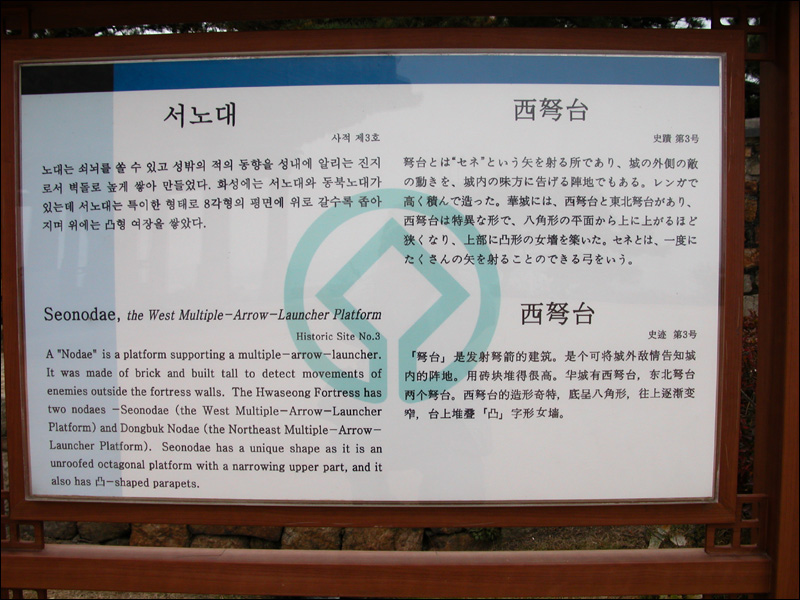 서노대
사적 제3호
노대는 쇠뇌를 쏠 수 있고 성밖의 적의 동향을 성내에 알리는 진지
로서 벽돌로 높게 쌓아 만들었다. 화성에는 서노대와 동북노대가
있는데 서노대는 특이한 형태로 8각형의 평면에 위로 갈수록 좁아
지며 위에는 凸형 여장을 쌓았다.
西弩台
史蹟 第3号
弩台とは“セネ”という矢を射る所であり、城の外側の敵
の動きを、城内の味方に告げる陣地でもある。レンガで
高く積んで造った。華城には、西弩台と東北弩台があり、
西弩台は特異な形で、八角形の平面から上に上がるほど
狭くなり、上部に凸形の女墻を築いた。セネとは、一度に
たくさんの矢を射ることのできる弓をいう。
Seonodae, the West Multiple-Arrow-Launcher Platform
Historic Site No.3
A "Nodae" is a platform supporting a multiple-arrow-launcher.
It was made of brick and built tall to detect movements of
enemies outside the fortress walls. The Hwaseong Fortress has
two nodaes -Seonodae (the West Multiple-Arrow-Launcher
Platform) and Dongbuk Nodae (the Northeast Multiple-Arrow-
Launcher Platform). Seonodae has a unique shape as it is an
unroofed octagonal platform with a narrowing upper part, and it
also has 凸-shaped parapets.
西弩台
史迹 第3号
「弩台」是发射弩箭的建筑。是个可将城外敌情告知城
内的阵地。用砖块堆得很高。华城有西弩台，东北弩台
两个弩台。西弩台的造形奇特，底呈八角形，往上逐渐变
窄，台上堆疊「凸」字形女墙。